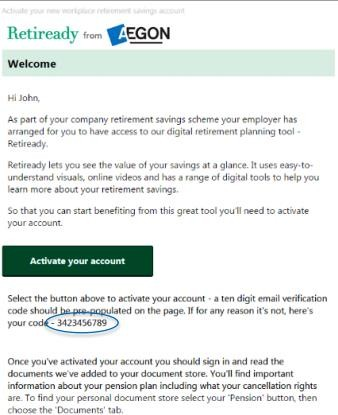 Activate your new workplace retirement savings account
Retiready from AEGON
Welcome
Hi John,
As part of your company retirement savings scheme your employer has
arranged for you to have access to our digital retirement planning tool -
Retiready.
Retiready lets you see the value of your savings at a glance. It uses easy-to-
understand visuals, online videos and has a range of digital tools to help you
learn more about your retirement savings.
So that you can start benefiting from this great tool you'll need to activate
your account.
Activate your account
Select the button above to activate your account - a ten digit email verification
code should be pre-populated on the page. If for any reason it's not, here's
your code - 3423456789
Once you've activated your account you should sign in and read the
documents we've added to your document store. You'll find important
information about your pension plan including what your cancellation rights
are. To find your personal document store select your 'Pension' button, then
choose the 'Documents' tab.